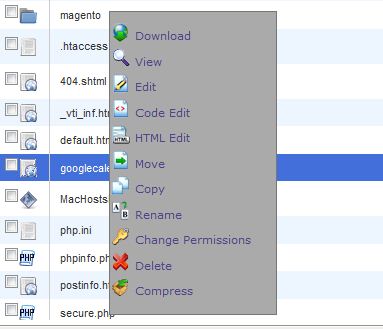 magento
.htaccess
404.shtml
_vti_inf.htm
default.htm
googlecale
MacHosts
php.ini
phpinfo.ph
postinfo.ht
secure.php
Download
View
Edit
Code Edit
HTML Edit
Move
Copy
Rename
Change Permissions
Delete
Compress